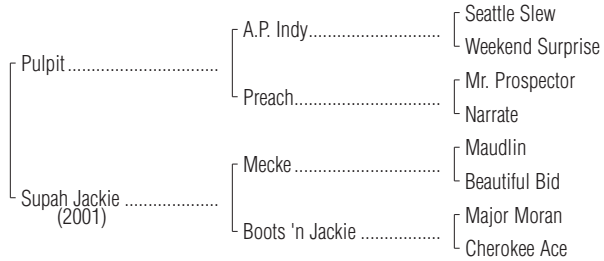 Seattle Slew
A.P. Indy
Weekend Surprise
Pulpit
Mr. Prospector
Preach
Narrate
Maudlin
Mecke
Beautiful Bid
Supah Jackie
(2001)
Major Moran
Boots 'n Jackie
Cherokee Ace